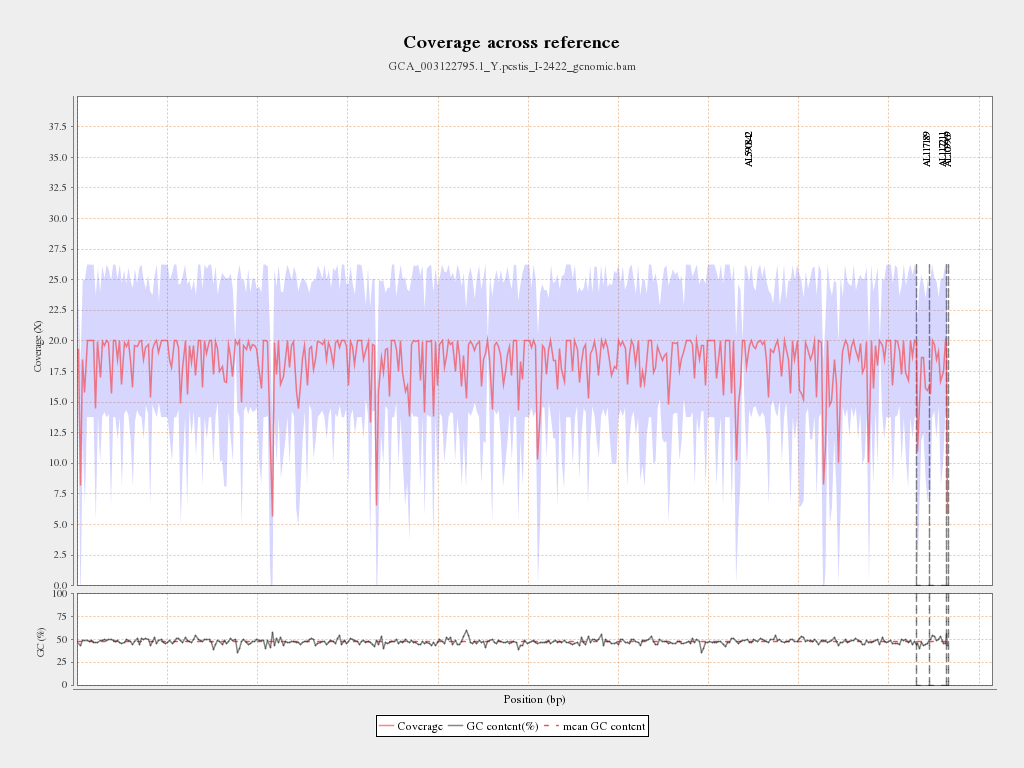 Coverage across reference
GCA_003122795.1_Y.pestis_I-2422_genomic.bam
37.5
35.0
32.5
30.0
27.5
25.0
22.5
20.0
17.5
15.0
12.5
10.0
7.5
5.0
2.5
0.0
Coverage (X)
AL590842
AL117189
AL117211
AL109969
100
75
50
25
0
GC (%)
Position (bp)
Coverage GC content(%) mean GC content